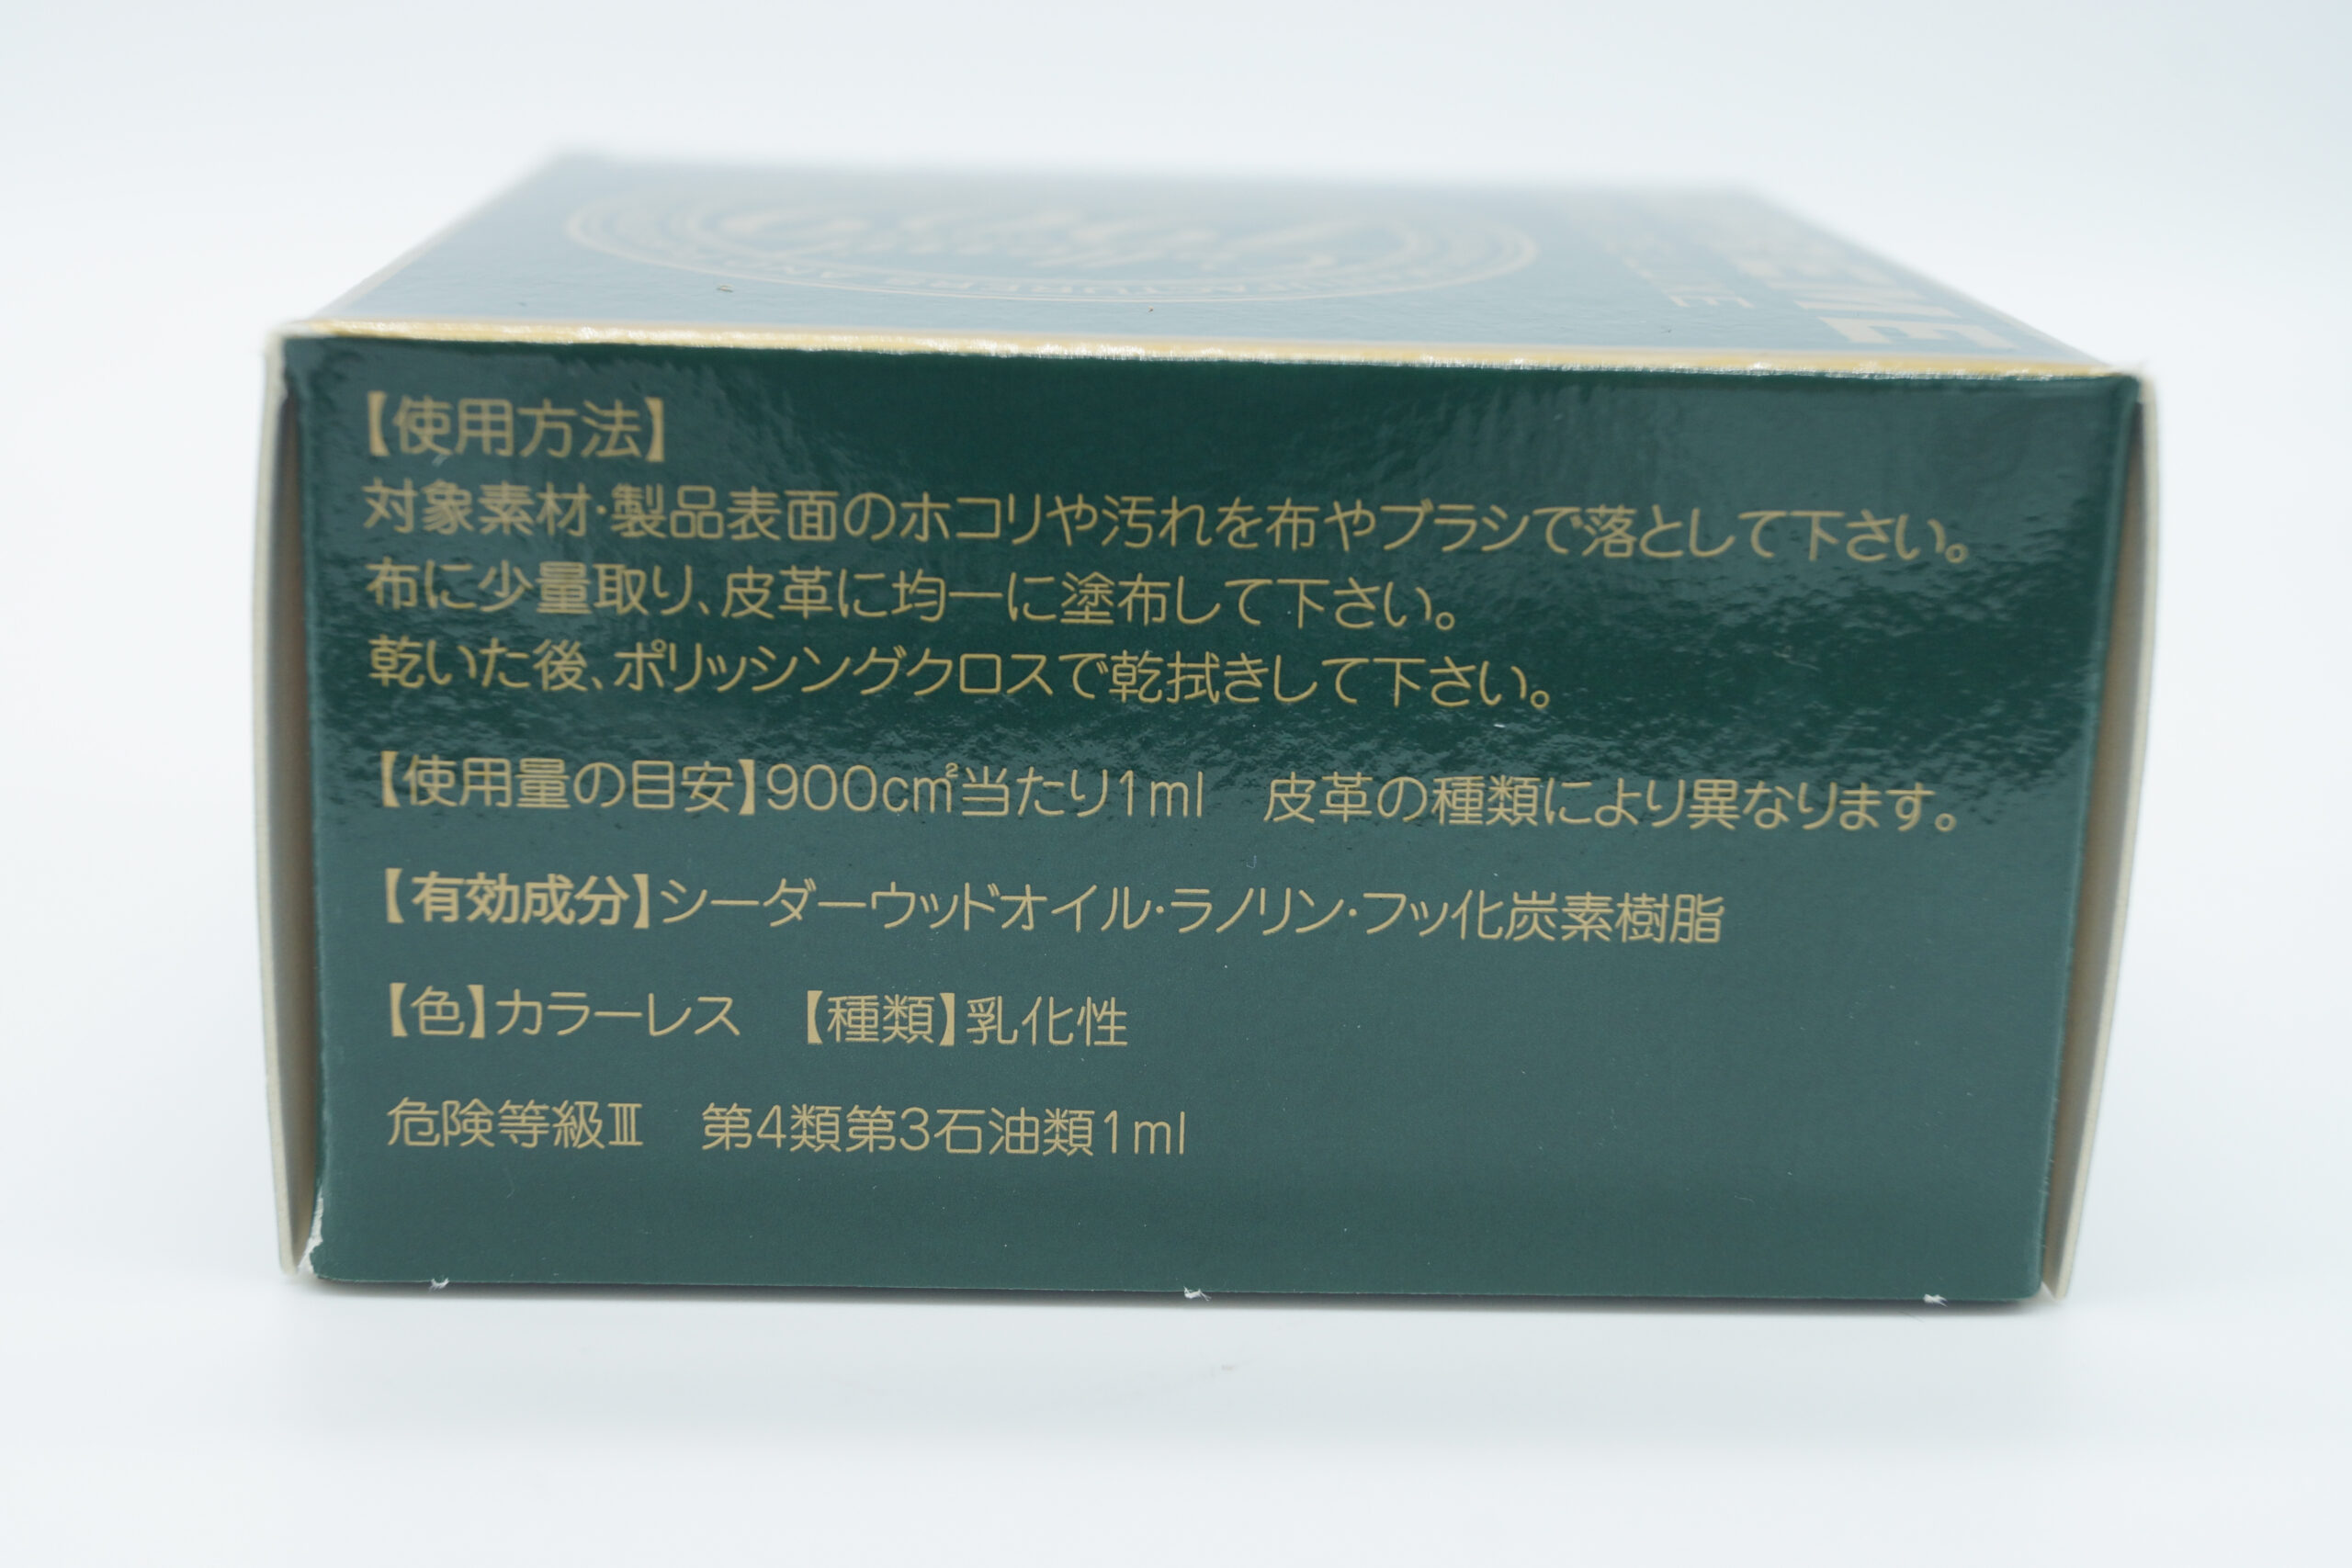 【使用方法】
対象素材・製品表面のホコリや汚れを布やブラシで落として下さい。
布に少量取り、皮革に均一に塗布して下さい。
乾いた後、ポリッシングクロスで乾拭きして下さい。
【使用量の目安】900c㎡当たり1ml　皮革の種類により異なります。
【有効成分】シーダーウッドオイル・ラノリン・フッ化炭素樹脂
【色】カラーレス　【種類】乳化性
危険等級Ⅲ　第4類第3石油類1ml